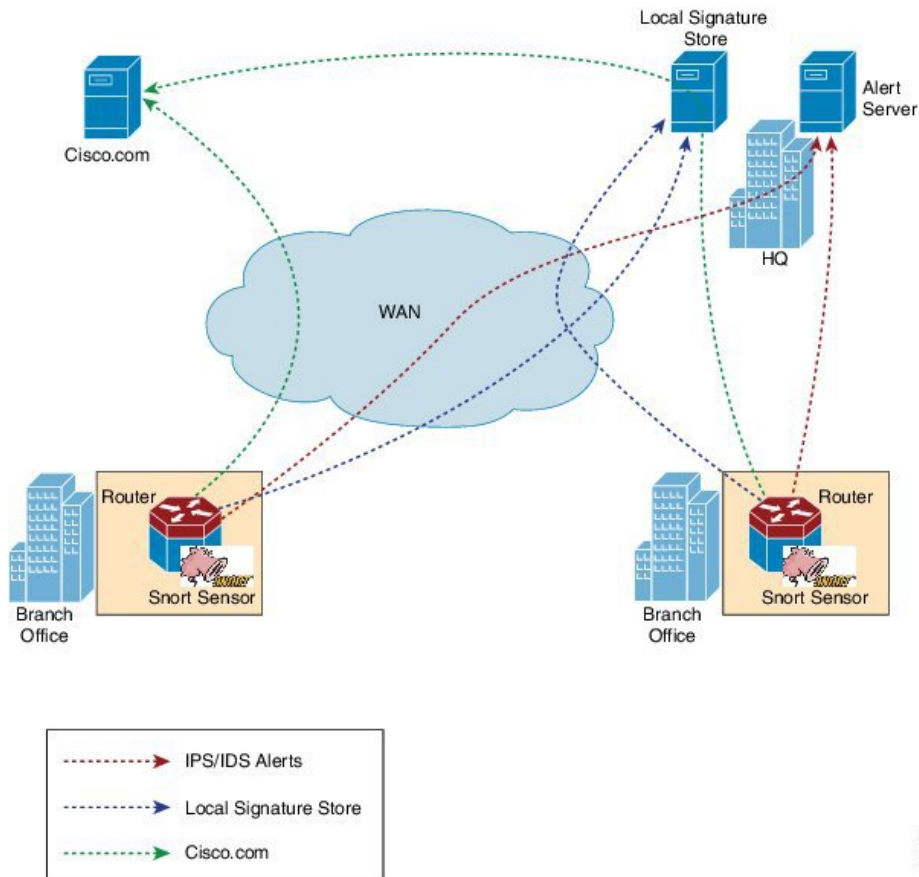 Local Signature
Store
Alert
Server
Cisco.com
HQ
WAN
Router
Snort Sensor
Branch
Office
Router
Snort Sensor
Branch
Office
IPS/IDS Alerts
Local Signature Store
Cisco.com